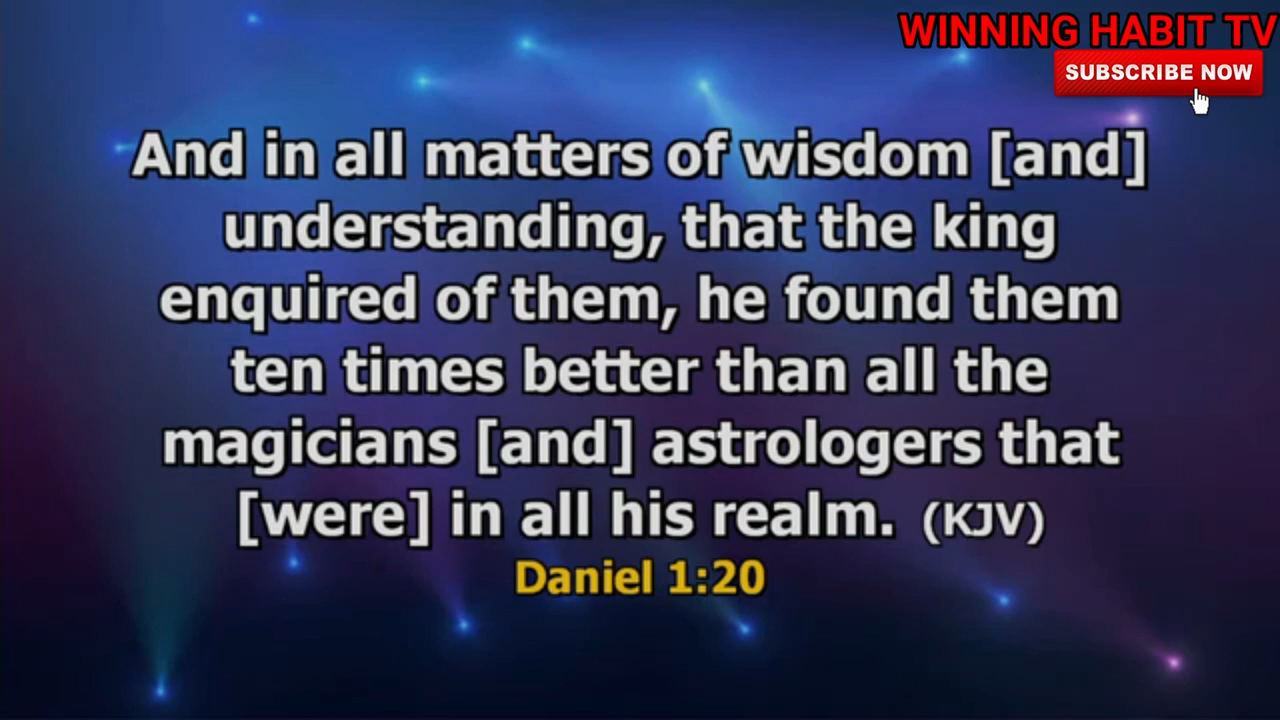 WINNING HABIT TV
SUBSCRIBE NOW
And in all matters of wisdom [and]
understanding, that the king
enquired of them, he found them
ten times better than all the
magicians [and] astrologers that
[were] in all his realm. (KJV)
Daniel 1:20